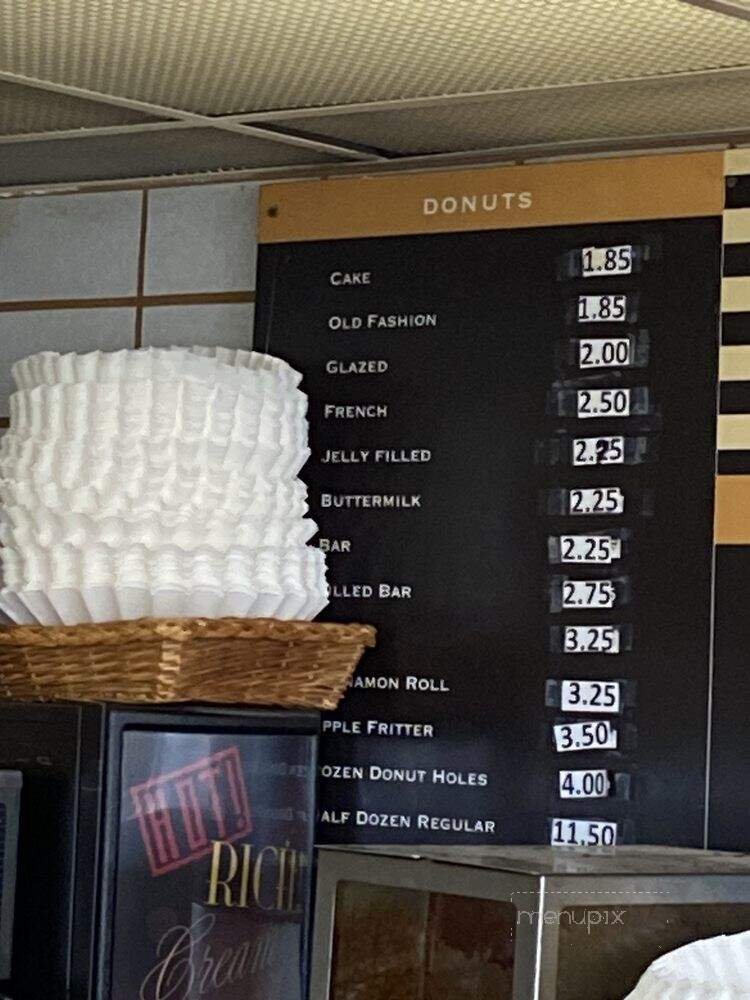 DONUTS
CAKE 1.85
OLD FASHION 1.85
GLAZED 2.00
FRENCH 2.50
JELLY FILLED
BUTTERMILK 2.25
BAR 2.25
LLED BAR 2.75
3.25
NAMON ROLL 3.25
PPLE FRITTER 3.50
OZEN DONUT HOLES 4.00
ALF DOZEN REGULAR 11.50
HOT!
RICH
Cream
menupix